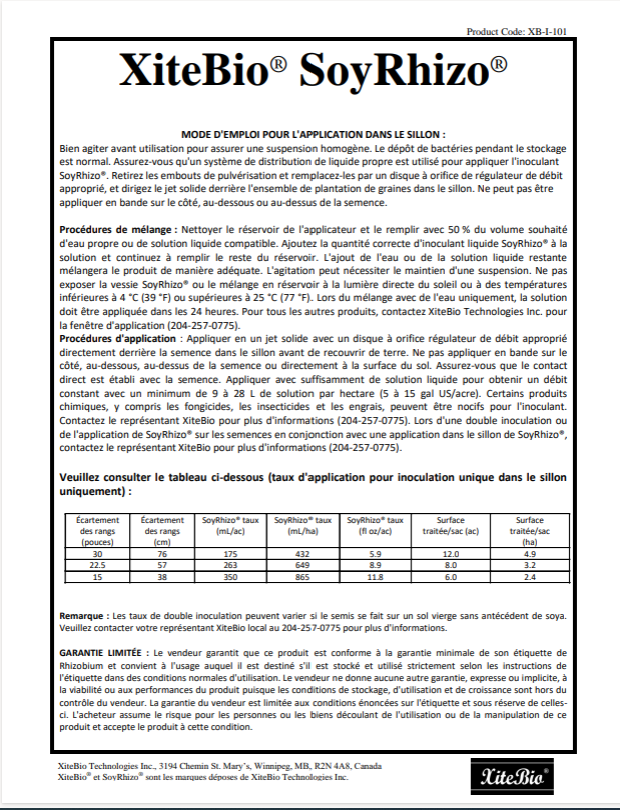 Product Code: XB-I-101
XiteBio® SoyRhizo®
MODE D'EMPLOI POUR L'APPLICATION DANS LE SILLON :
Bien agiter avant utilisation pour assurer une suspension homogène. Le dépôt de bactéries pendant le stockage
est normal. Assurez-vous qu'un système de distribution de liquide propre est utilisé pour appliquer l'inoculant
SoyRhizo®. Retirez les embouts de pulvérisation et remplacez-les par un disque à orifice de régulateur de débit
approprié, et dirigez le jet solide derrière l'ensemble de plantation de graines dans le sillon. Ne peut pas être
appliquer en bande sur le côté, au-dessous ou au-dessus de la semence.
Procédures de mélange : Nettoyer le réservoir de l'applicateur et le remplir avec 50 % du volume souhaité
d'eau propre ou de solution liquide compatible. Ajoutez la quantité correcte d'inoculant liquide SoyRhizo® à la
solution et continuez à remplir le reste du réservoir. L'ajout de l'eau ou de la solution liquide restante
mélangera le produit de manière adéquate. L'agitation peut nécessiter le maintien d'une suspension. Ne pas
exposer la vessie SoyRhizo® ou le mélange en réservoir à la lumière directe du soleil ou à des températures
inférieures à 4 °C (39 °F) ou supérieures à 25 °C (77 °F). Lors du mélange avec de l'eau uniquement, la solution
doit être appliquée dans les 24 heures. Pour tous les autres produits, contactez XiteBio Technologies Inc. pour
la fenêtre d'application (204-257-0775).
Procédures d'application : Appliquer en un jet solide avec un disque à orifice régulateur de débit approprié
directement derrière la semence dans le sillon avant de recouvrir de terre. Ne pas appliquer en bande sur le
côté, au-dessous, au-dessus de la semence ou directement à la surface du sol. Assurez-vous que le contact
direct est établi avec la semence. Appliquer avec suffisamment de solution liquide pour obtenir un débit
constant avec un minimum de 9 à 28 L de solution par hectare (5 à 15 gal US/acre). Certains produits
chimiques, y compris les fongicides, les insecticides et les engrais, peuvent être nocifs pour l'inoculant.
Contactez le représentant XiteBio pour plus d'informations (204-257-0775). Lors d'une double inoculation ou
de l'application de SoyRhizo® sur les semences en conjonction avec une application dans le sillon de SoyRhizo®,
contactez le représentant XiteBio pour plus d'informations (204-257-0775).
Veuillez consulter le tableau ci-dessous (taux d'application pour inoculation unique dans le sillon
uniquement) :
Écartement Écartement SoyRhizo® taux SoyRhizo® taux SoyRhizo® taux Surface Surface
des rangs des rangs (mL/ac) (mL/ha) (fl oz/ac) traitée/sac (ac) traitée/sac
(pouces) (cm) (ha)
30 76 175 432 5.9 12.0 4.9
22.5 57 263 649 8.9 8.0 3.2
15 38 350 865 11.8 6.0 2.4
Remarque : Les taux de double inoculation peuvent varier si le semis se fait sur un sol vierge sans antécédent de soya.
Veuillez contacter votre représentant XiteBio local au 204-257-0775 pour plus d'informations.
GARANTIE LIMITÉE : Le vendeur garantit que ce produit est conforme à la garantie minimale de son étiquette de
Rhizobium et convient à l'usage auquel il est destiné s'il est stocké et utilisé strictement selon les instructions de
l'étiquette dans des conditions normales d'utilisation. Le vendeur ne donne aucune autre garantie, expresse ou implicite, à
la viabilité ou aux performances du produit puisque les conditions de stockage, d'utilisation et de croissance sont hors du
contrôle du vendeur. La garantie du vendeur est limitée aux conditions énoncées sur l'étiquette et sous réserve de celles-
ci. L'acheteur assume le risque pour les personnes ou les biens découlant de l'utilisation ou de la manipulation de ce
produit et accepte le produit à cette condition.
XiteBio Technologies Inc., 3194 Chemin St. Mary's, Winnipeg, MB, R2N 4A8, Canada
XiteBio® et SoyRhizo® sont les marques déposes de XiteBio Technologies Inc.
XiteBio®